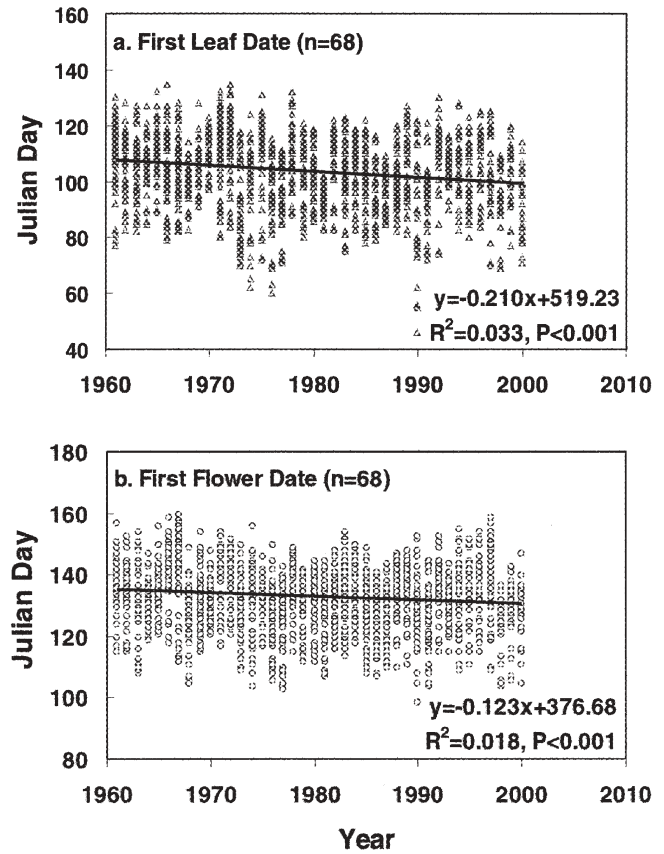 160
a. First Leaf Date (n=68)
140
120
100
80
60
40
Julian Day
y=-0.210x+519.23
R²=0.033, P<0.001
1960 1970 1980 1990 2000 2010
180
b. First Flower Date (n=68)
160
140
120
100
80
Julian Day
y=-0.123x+376.68
R²=0.018, P<0.001
1960 1970 1980 1990 2000 2010
Year